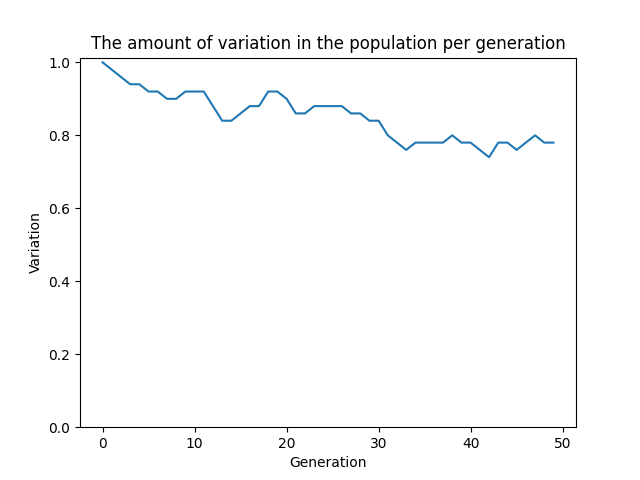 The amount of variation in the population per generation
1.0
0.8
0.6
0.4
0.2
0.0
Variation
0 10 20 30 40 50
Generation